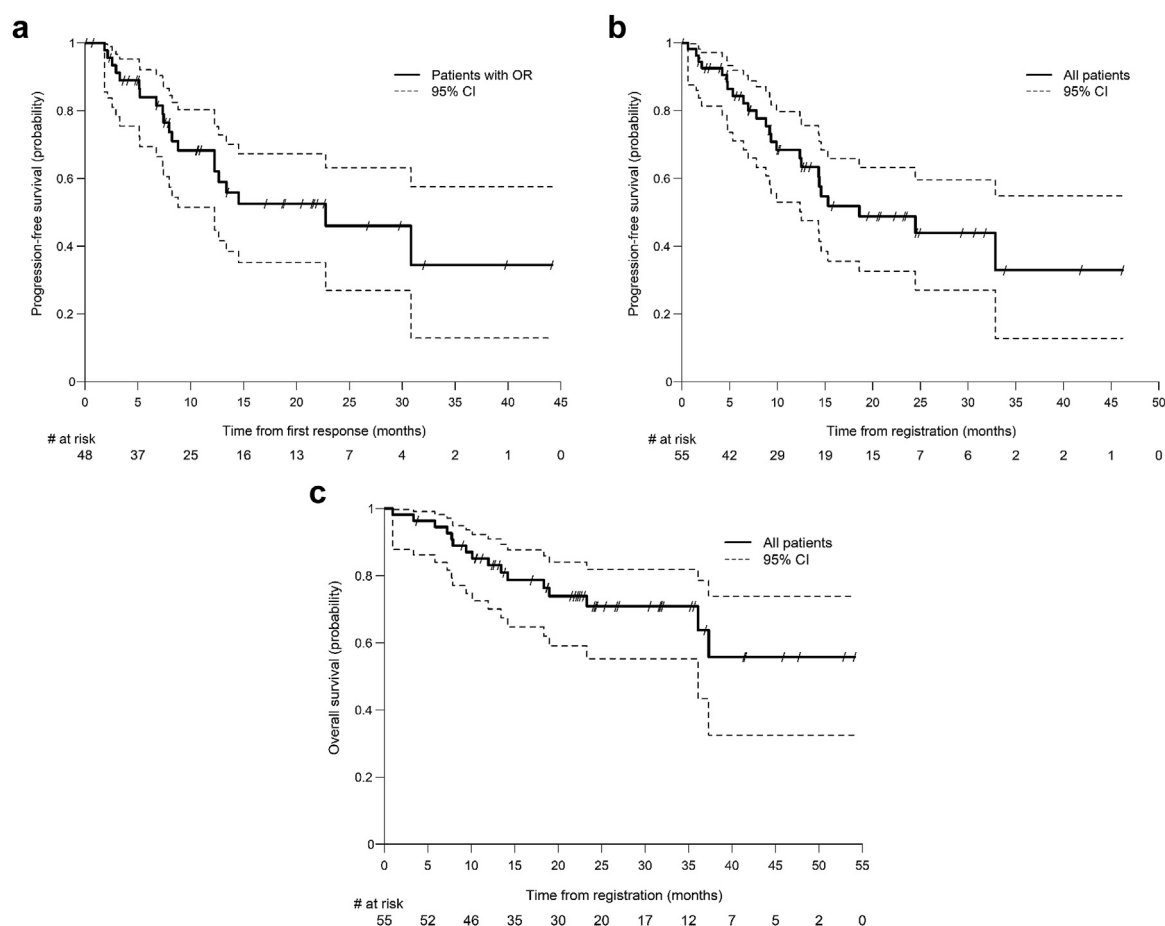 a
Progression-free survival (probability)
1
0.8
0.6
0.4
0.2
0
Patients with OR
95% CI
0 5 10 15 20 25 30 35 40 45
Time from first response (months)
# at risk
48 37 25 16 13 7 4 2 1 0
b
Progression-free survival (probability)
1
0.8
0.6
0.4
0.2
0
All patients
95% CI
0 5 10 15 20 25 30 35 40 45 50
Time from registration (months)
# at risk
55 42 29 19 15 7 6 2 2 1 0
c
Overall survival (probability)
1
0.8
0.6
0.4
0.2
0
All patients
95% CI
0 5 10 15 20 25 30 35 40 50 55
Time from registration (months)
# at risk
55 52 46 35 30 20 17 12 7 5 2 0